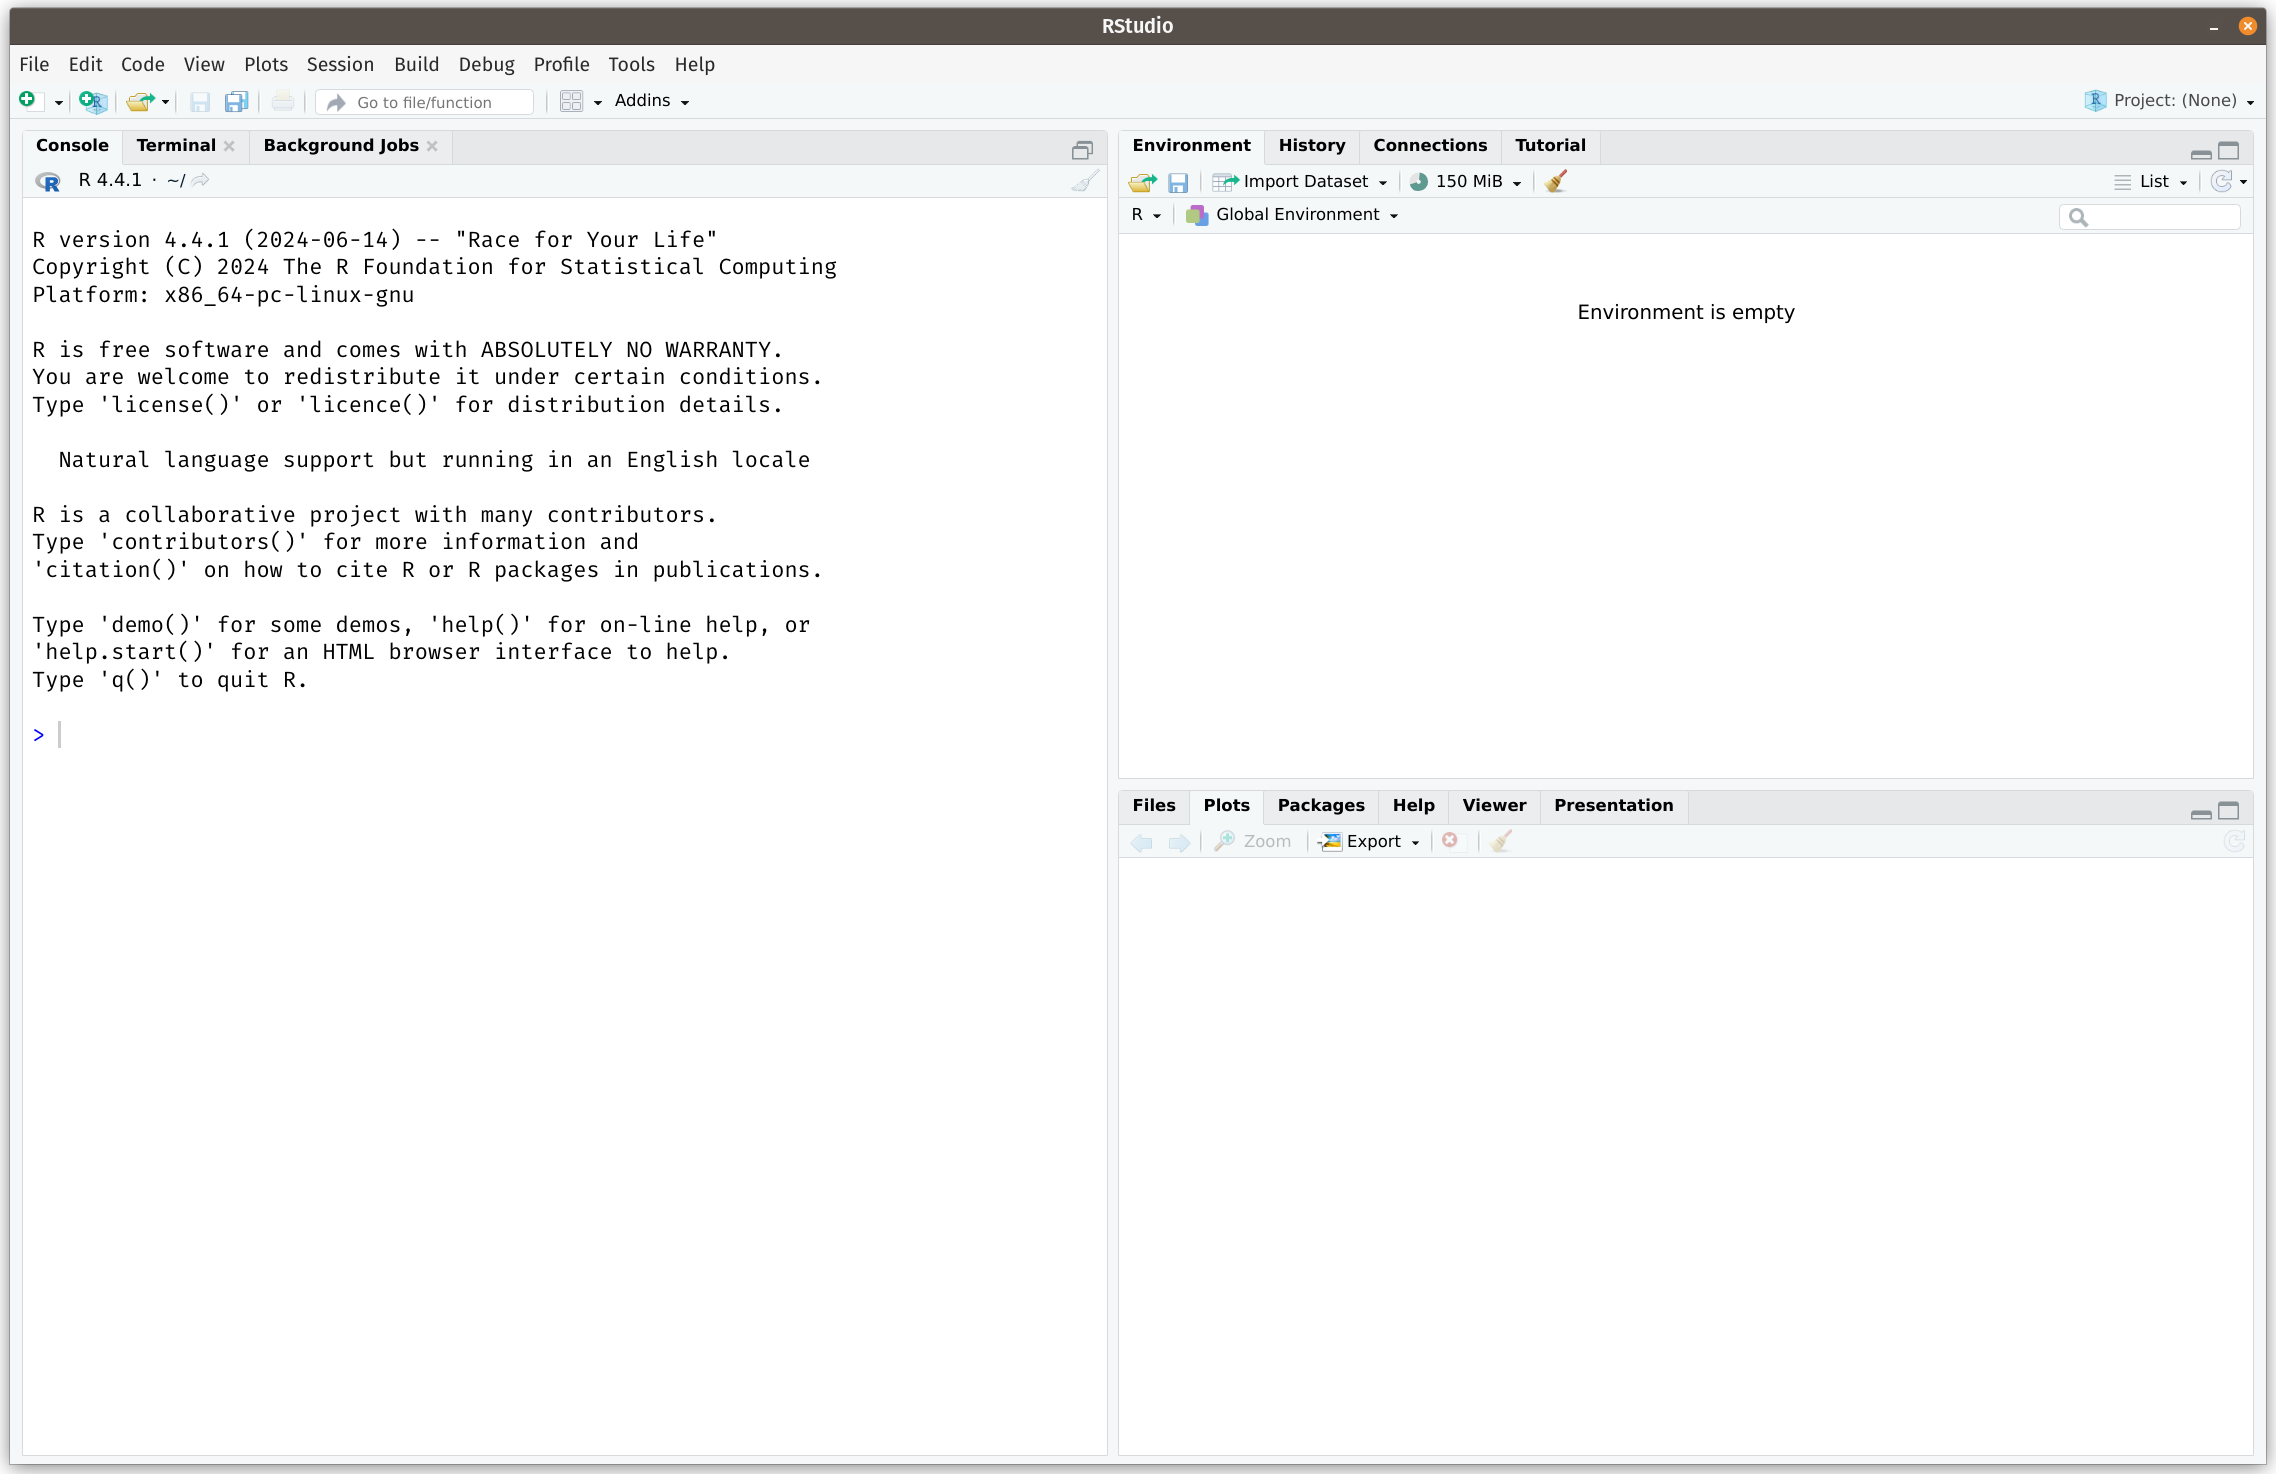 RStudio
File Edit Code View Plots Session Build Debug Profile Tools Help
Go to file/function Addins Project: (None)
Console Terminal Background Jobs
R 4.4.1 · ~/
R version 4.4.1 (2024-06-14) -- "Race for Your Life"
Copyright (C) 2024 The R Foundation for Statistical Computing
Platform: x86_64-pc-linux-gnu
R is free software and comes with ABSOLUTELY NO WARRANTY.
You are welcome to redistribute it under certain conditions.
Type 'license()' or 'licence()' for distribution details.
Natural language support but running in an English locale
R is a collaborative project with many contributors.
Type 'contributors()' for more information and
'citation()' on how to cite R or R packages in publications.
Type 'demo()' for some demos, 'help()' for on-line help, or
'help.start()' for an HTML browser interface to help.
Type 'q()' to quit R.
>
Environment History Connections Tutorial
Import Dataset 150 MiB List
R Global Environment
Environment is empty
Files Plots Packages Help Viewer Presentation
Zoom Export